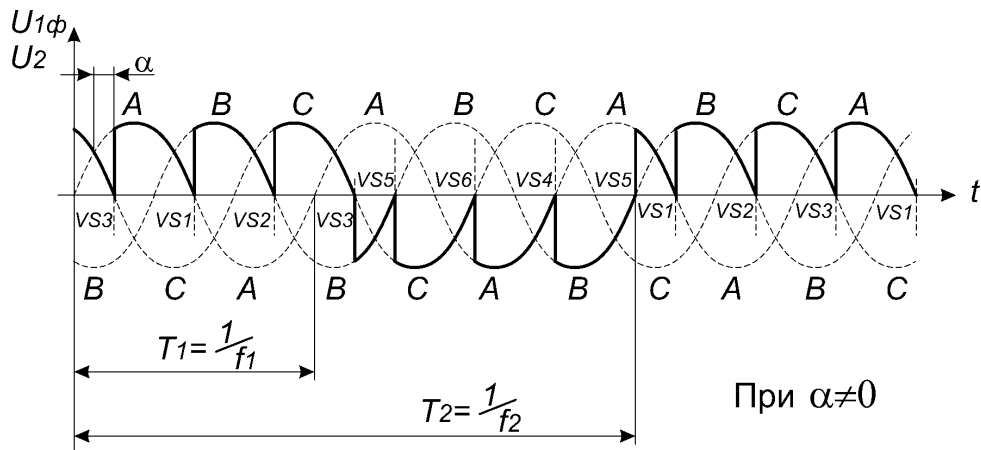 U1ф
U2
α
A B C A B C A B C A
VS5 VS6 VS4 VS5
VS3 VS1 VS2 VS3 VS1 VS2 VS3 VS1
t
B C A B C A B C A B C
T1= 1/f1
T2= 1/f2
При α≠0